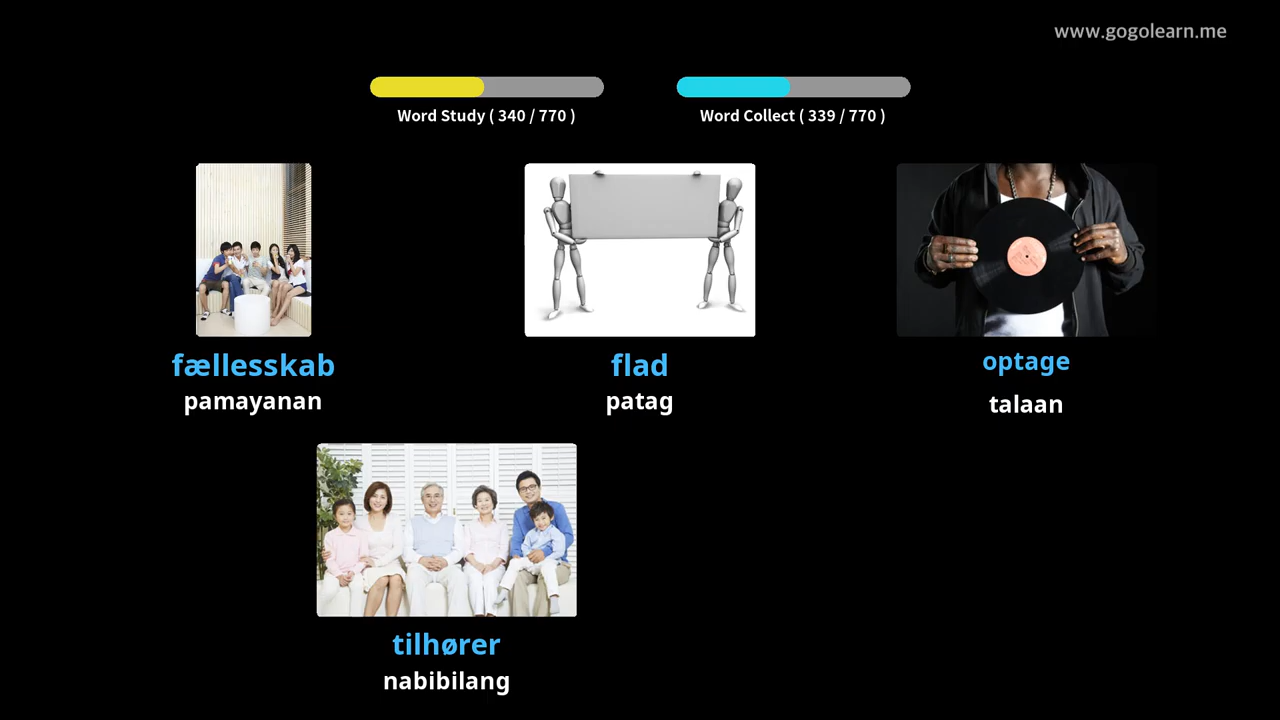 www.gogolearn.me
Word Study ( 340 / 770 )
Word Collect ( 339 / 770 )
fællesskab
pamayanan
flad
patag
optage
talaan
tilhører
nabibilang